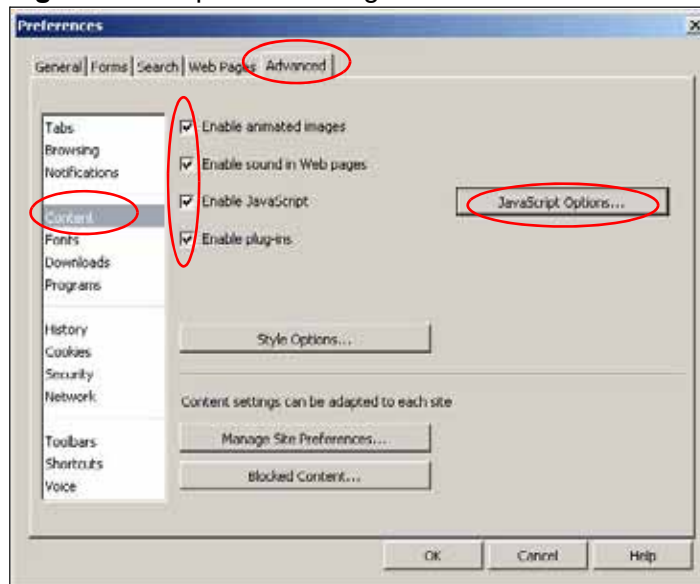 Preferences
General Forms Search Web Pages Advanced
Tabs
Browsing
Notifications
Content
Fonts
Downloads
Programs
History
Cookies
Security
Network
Toolbars
Shortcuts
Voice
Enable animated images
Enable sound in Web pages
Enable JavaScript
JavaScript Options...
Enable plug-ins
Style Options...
Content settings can be adapted to each site
Manage Site Preferences...
Blocked Content...
OK Cancel Help